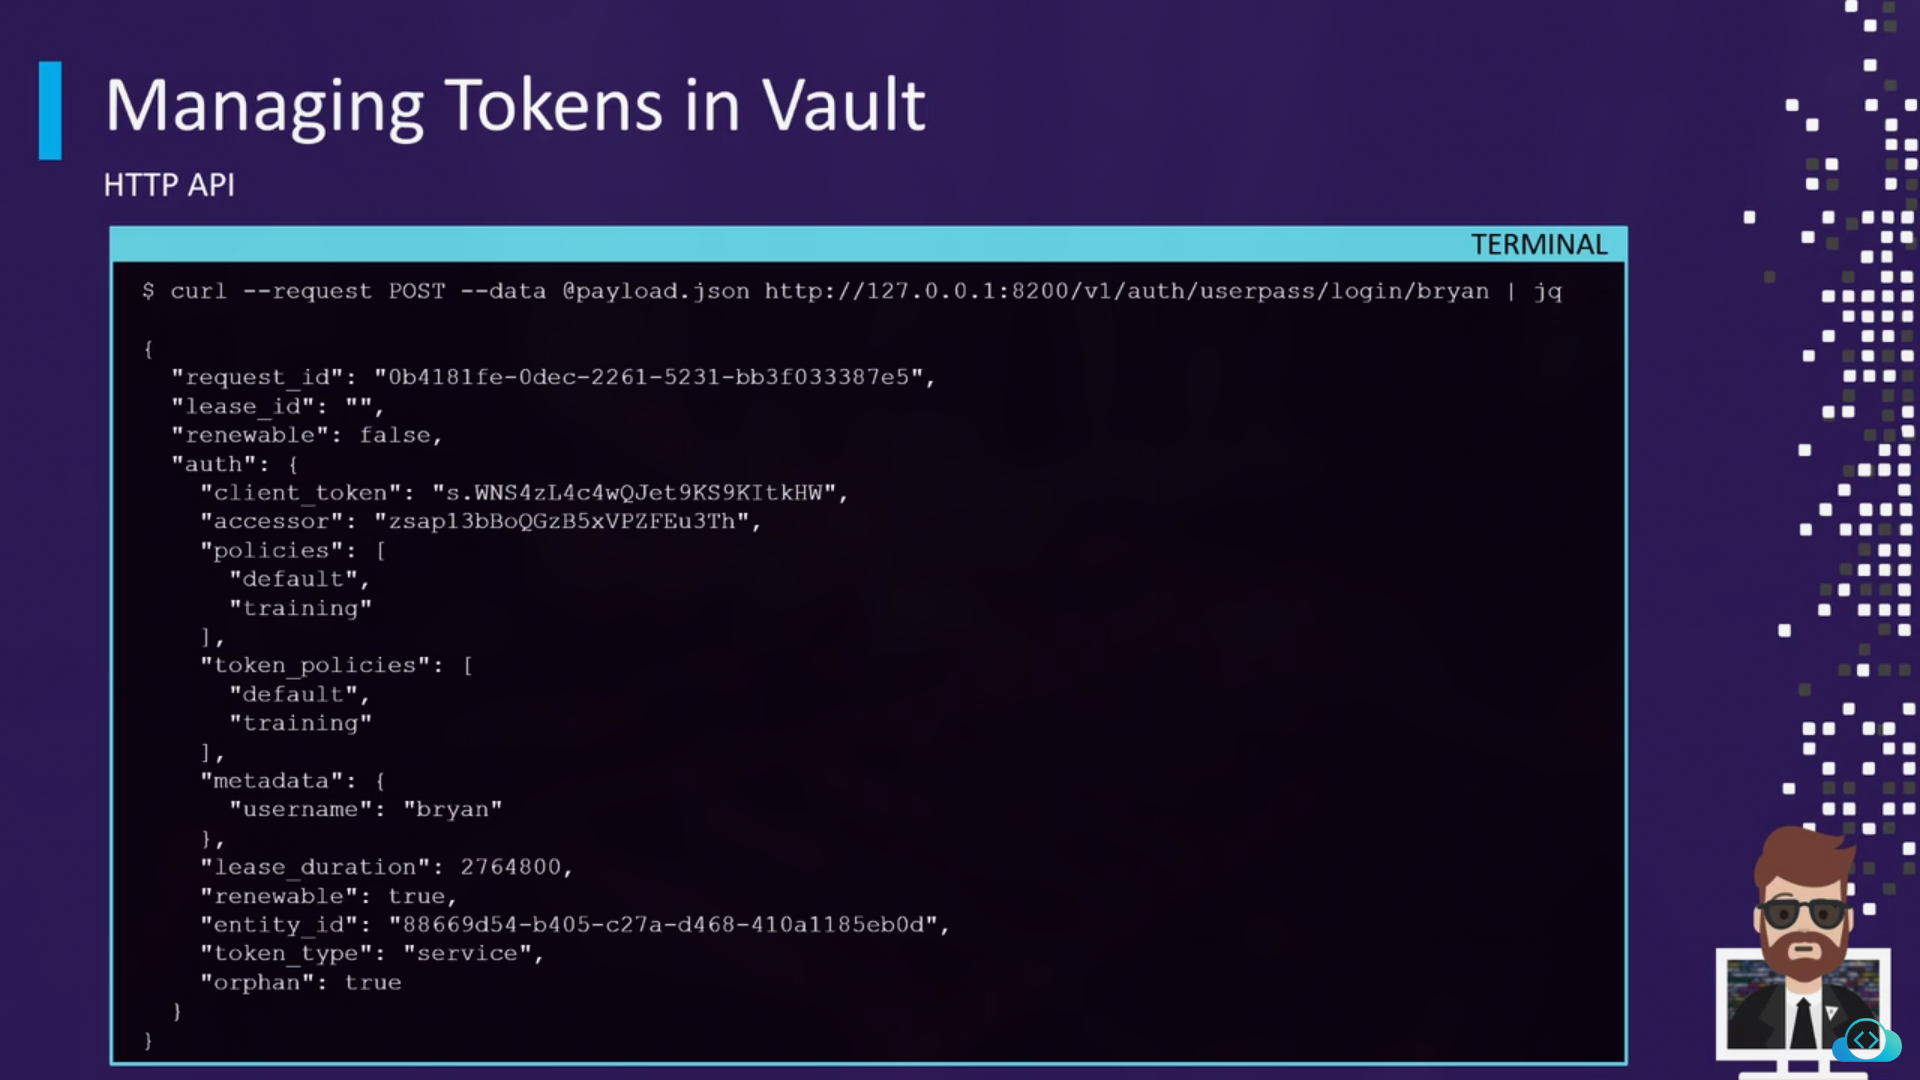 Managing Tokens in Vault
HTTP API
TERMINAL
$ curl --request POST --data @payload.json http://127.0.0.1:8200/v1/auth/userpass/login/bryan | jq
{
"request_id": "0b4181fe-0dec-2261-5231-bb3f033387e5",
"lease_id": "",
"renewable": false,
"auth": {
"client_token": "s.WNS4zL4c4wQJet9KS9KItkHW",
"accessor": "zsap13bBoQGzB5xVPZFEu3Th",
"policies": [
"default",
"training"
],
"token_policies": [
"default",
"training"
],
"metadata": {
"username": "bryan"
},
"lease_duration": 2764800,
"renewable": true,
"entity_id": "88669d54-b405-c27a-d468-410a1185eb0d",
"token_type": "service",
"orphan": true
}
}